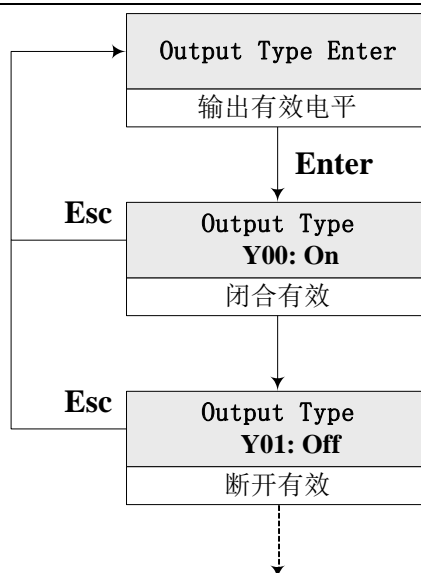 Output Type Enter
输出有效电平
Enter
Esc
Output Type
Y00: On
闭合有效
Esc
Output Type
Y01: Off
断开有效